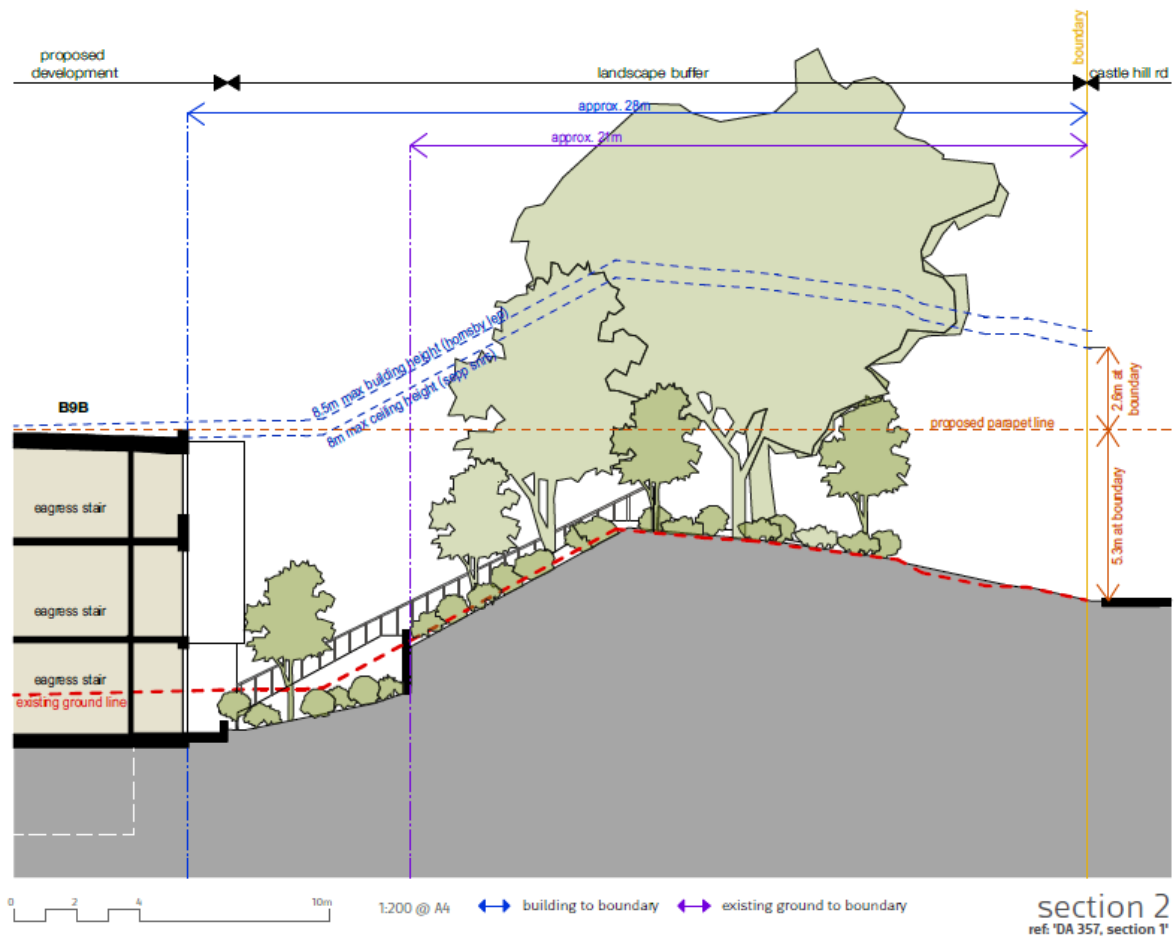 proposed
development
landscape buffer
boundary
castle hill rd
approx. 28m
approx. 21m
8.5m max building height (hornsby lep)
8m max ceiling height (sepp snrs)
B9B
2.6m at
boundary
proposed parapet line
5.3m at boundary
eagress stair
eagress stair
eagress stair
existing ground line
0
2
4
10m
1:200 @ A4
building to boundary
existing ground to boundary
section 2
ref: 'DA 357, section 1'